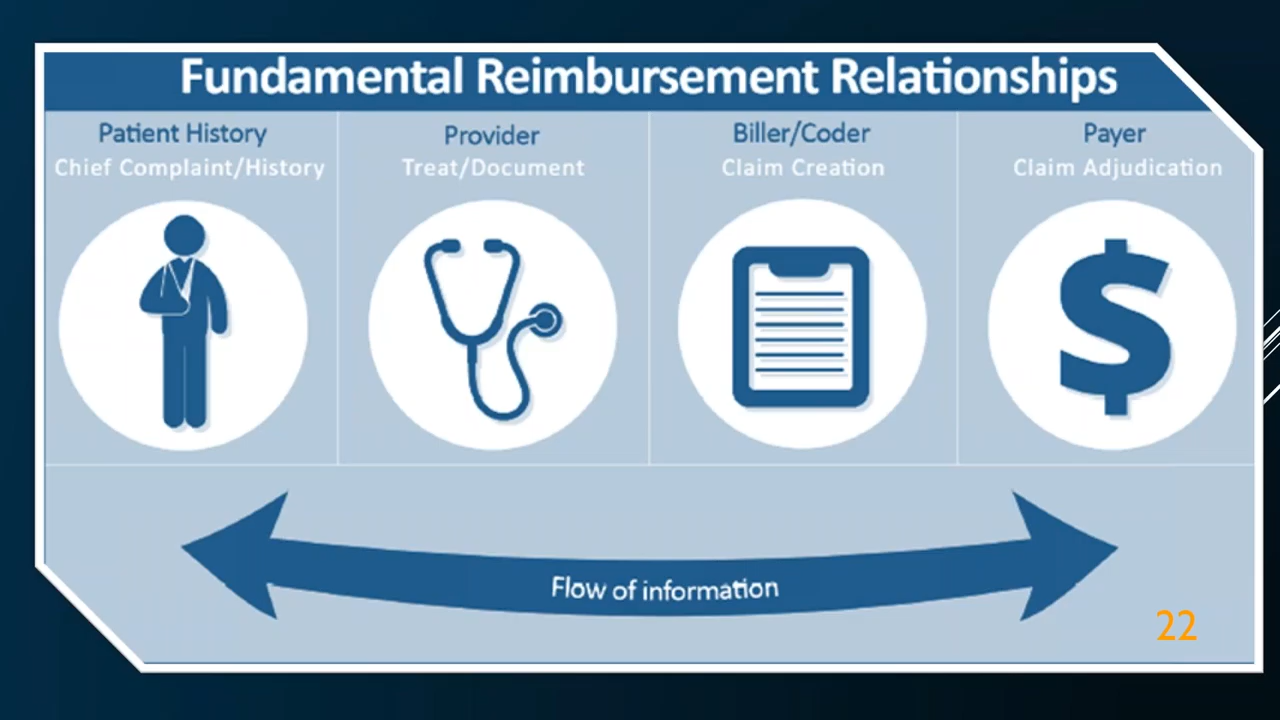 Fundamental Reimbursement Relationships
Patient History
Chief Complaint/History
Provider
Treat/Document
Biller/Coder
Claim Creation
Payer
Claim Adjudication
$
Flow of information
22